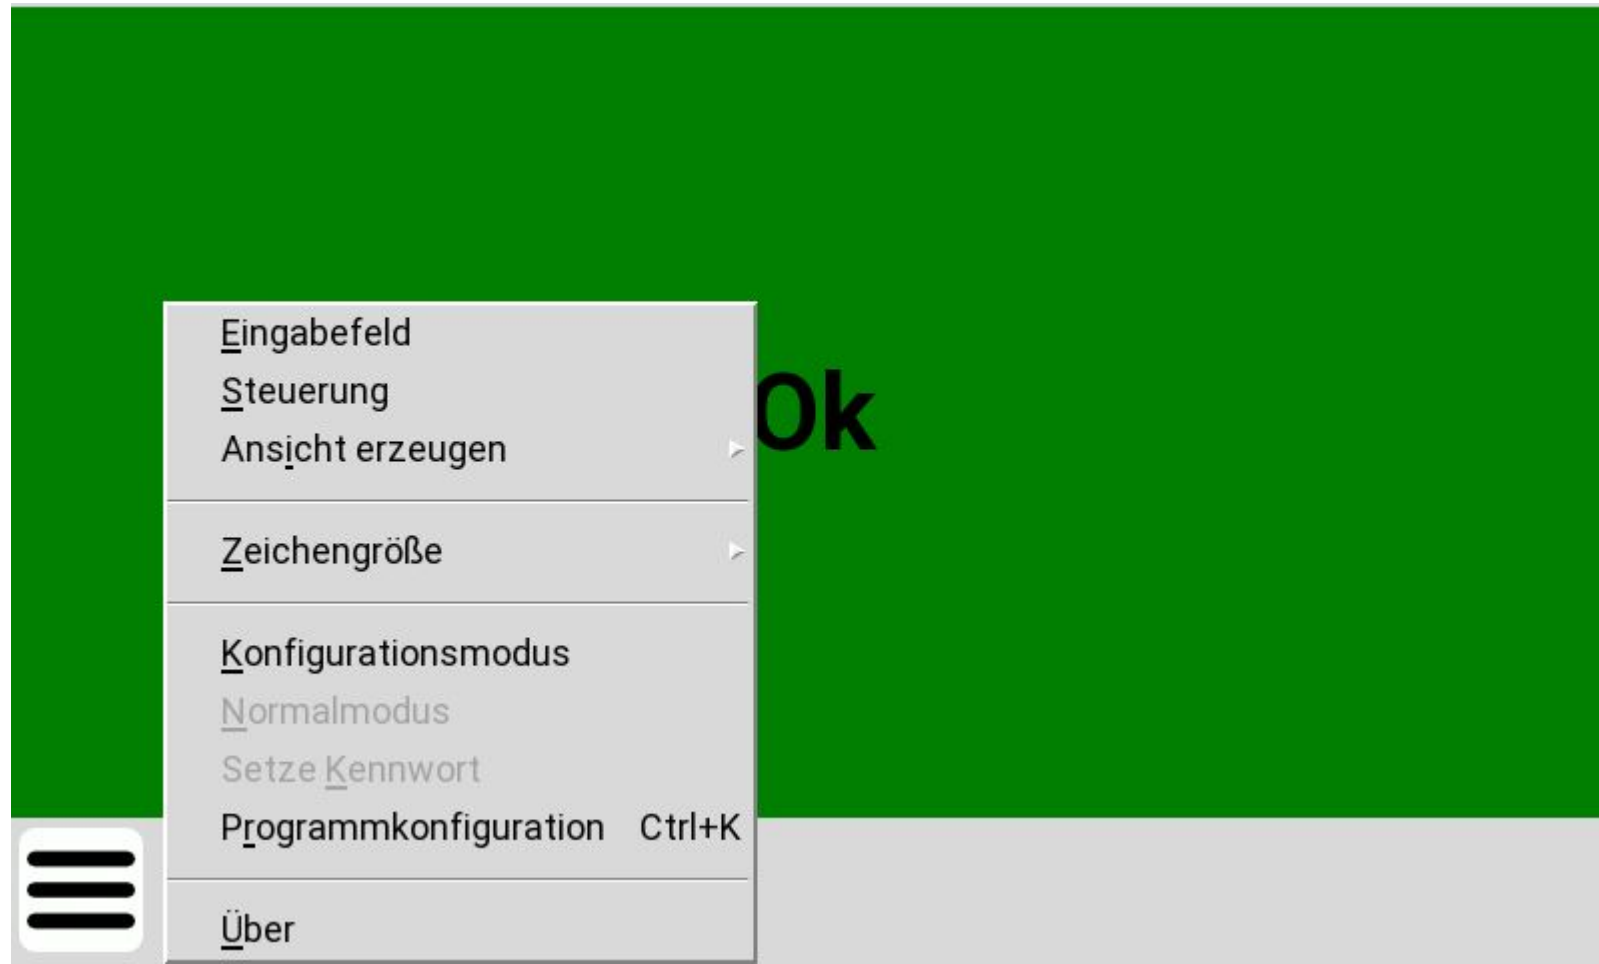 Eingabefeld
Steuerung
Ansicht erzeugen
Ok
Zeichengröße
Konfigurationsmodus
Normalmodus
Setze Kennwort
Programmkonfiguration Ctrl+K
Über